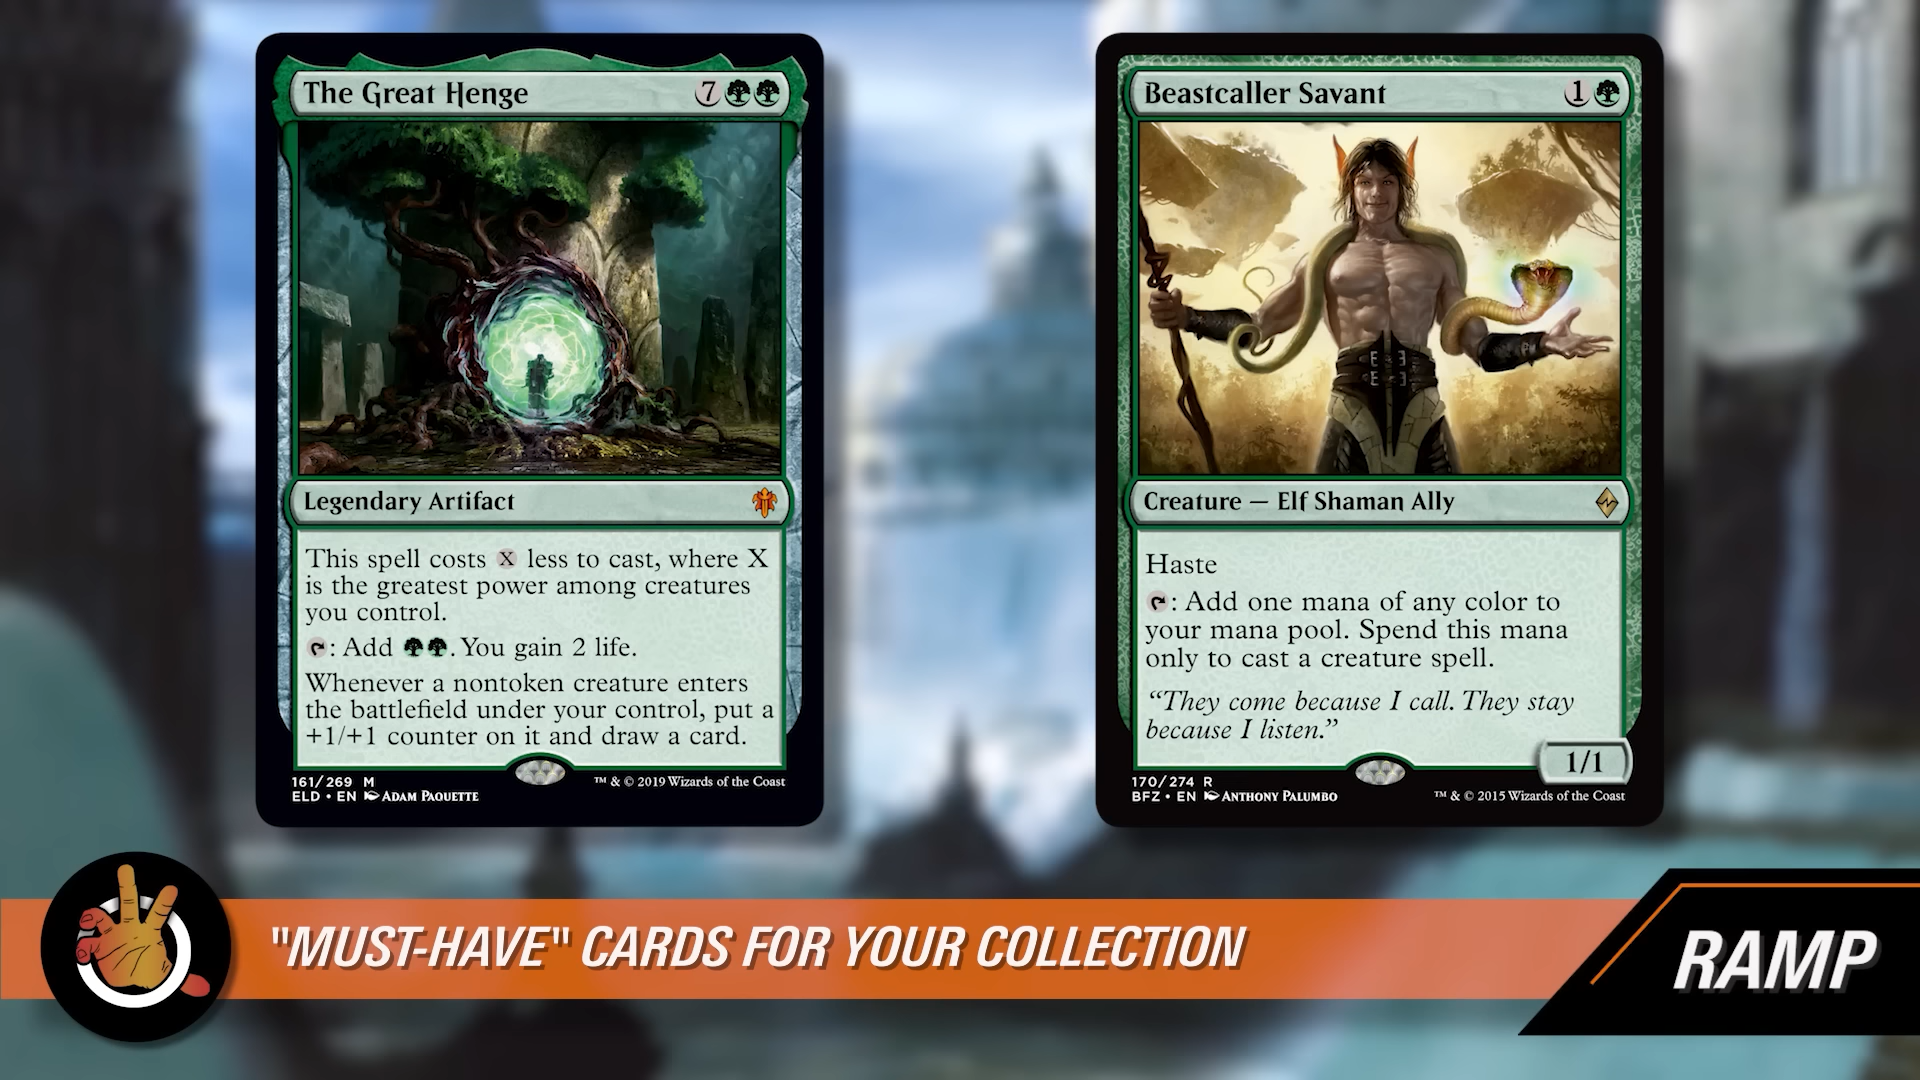 The Great Henge 7
Legendary Artifact
This spell costs X less to cast, where X
is the greatest power among creatures
you control.
: Add . You gain 2 life.
Whenever a nontoken creature enters
the battlefield under your control, put a
+1/+1 counter on it and draw a card.
161/269 M
ELD • EN ADAM PAQUETTE
™ & © 2019 Wizards of the Coast
Beastcaller Savant 1
Creature — Elf Shaman Ally
Haste
: Add one mana of any color to
your mana pool. Spend this mana
only to cast a creature spell.
“They come because I call. They stay
because I listen.”
1/1
170/274 R
BFZ • EN ANTHONY PALUMBO
™ & © 2015 Wizards of the Coast
"MUST-HAVE" CARDS FOR YOUR COLLECTION
RAMP